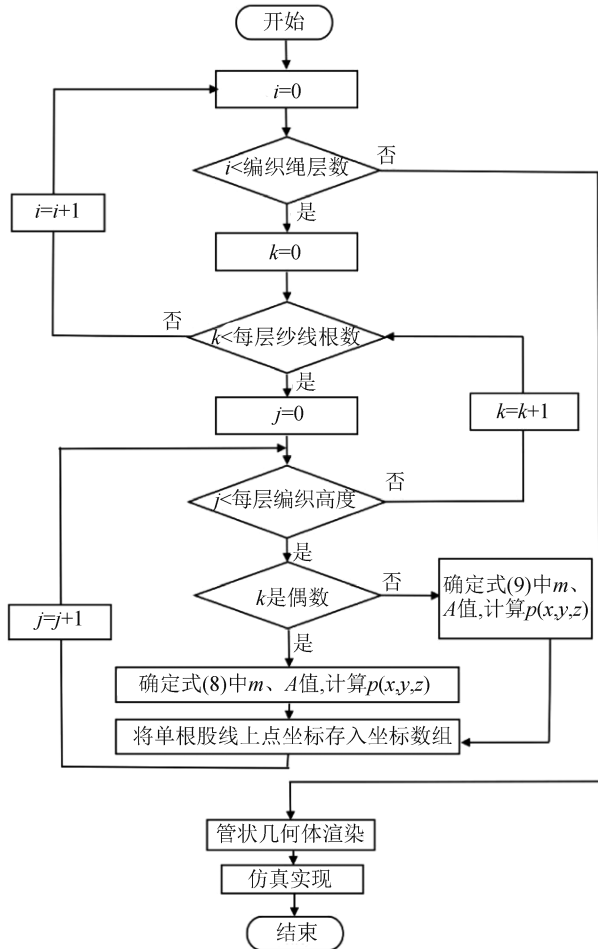 开始
i=0
i<编织绳层数
否
是
i=i+1
k=0
否
k<每层纱线根数
是
j=0
k=k+1
j<每层编织高度
否
是
k是偶数
否
确定式(9)中m、
A值,计算p(x,y,z)
j=j+1
是
确定式(8)中m、A值,计算p(x,y,z)
将单根股线上点坐标存入坐标数组
管状几何体渲染
仿真实现
结束